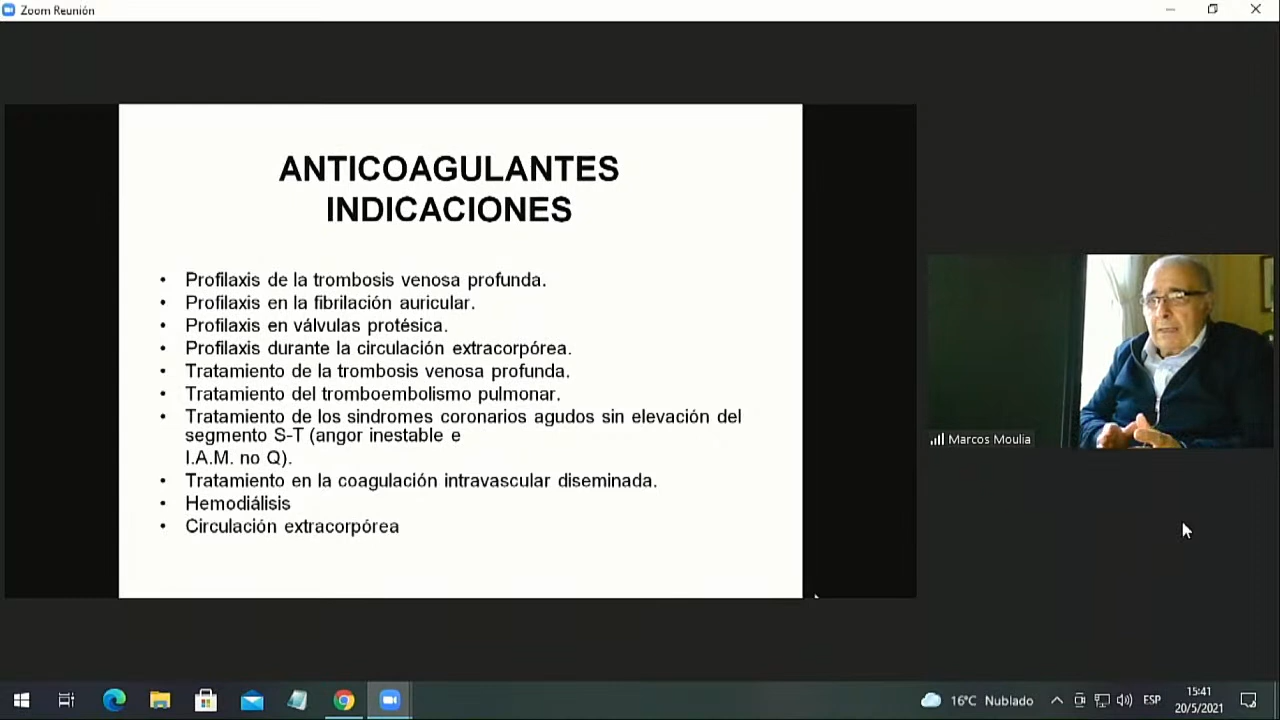 Zoom Reunión
ANTICOAGULANTES
INDICACIONES
• Profilaxis de la trombosis venosa profunda.
• Profilaxis en la fibrilación auricular.
• Profilaxis en válvulas protésica.
• Profilaxis durante la circulación extracorpórea.
• Tratamiento de la trombosis venosa profunda.
• Tratamiento del tromboembolismo pulmonar.
• Tratamiento de los sindromes coronarios agudos sin elevación del
segmento S-T (angor inestable e
I.A.M. no Q).
• Tratamiento en la coagulación intravascular diseminada.
• Hemodiálisis
• Circulación extracorpórea
Marcos Moulia
16°C Nublado
ESP
15:41
20/5/2021